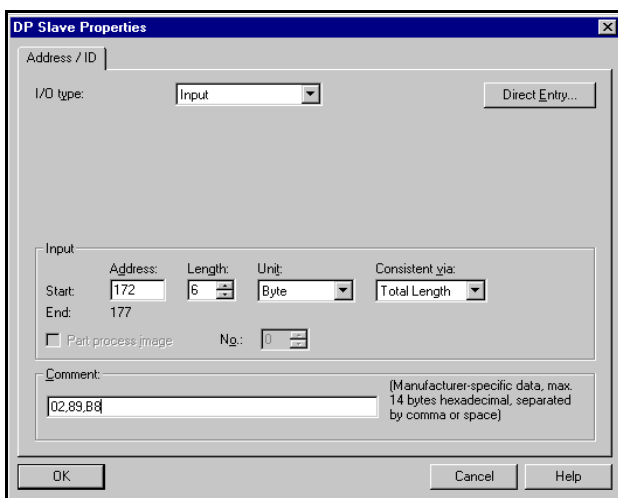 DP Slave Properties
Address / ID
I/O type: Input Direct Entry...
Input
Address: Length: Unit: Consistent via:
Start: 172 6 Byte Total Length
End: 177
Part process image No.: 0
Comment:
02,89,B8
(Manufacturer-specific data, max.
14 bytes hexadecimal, separated
by comma or space)
OK Cancel Help